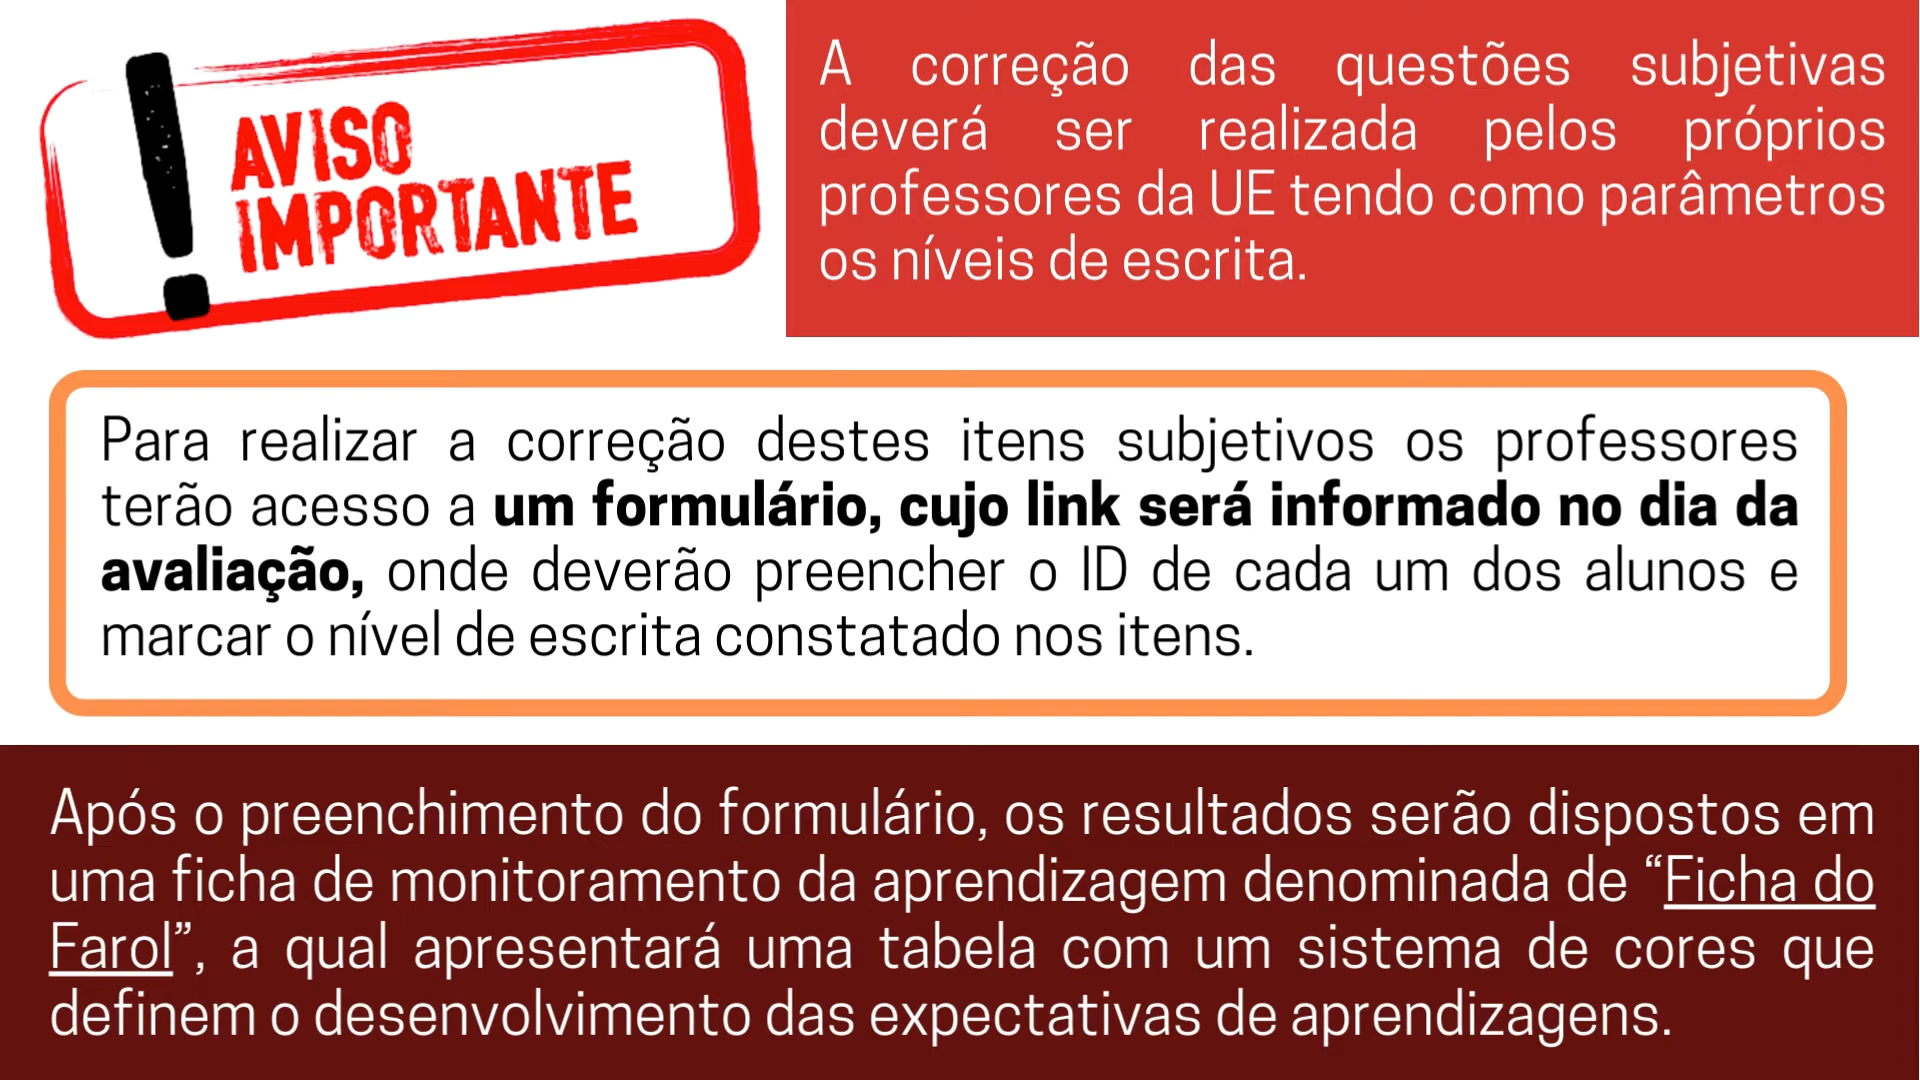 AVISO
IMPORTANTE
A correção das questões subjetivas
deverá ser realizada pelos próprios
professores da UE tendo como parâmetros
os níveis de escrita.
Para realizar a correção destes itens subjetivos os professores
terão acesso a um formulário, cujo link será informado no dia da
avaliação, onde deverão preencher o ID de cada um dos alunos e
marcar o nível de escrita constatado nos itens.
Após o preenchimento do formulário, os resultados serão dispostos em
uma ficha de monitoramento da aprendizagem denominada de “Ficha do
Farol”, a qual apresentará uma tabela com um sistema de cores que
definem o desenvolvimento das expectativas de aprendizagens.